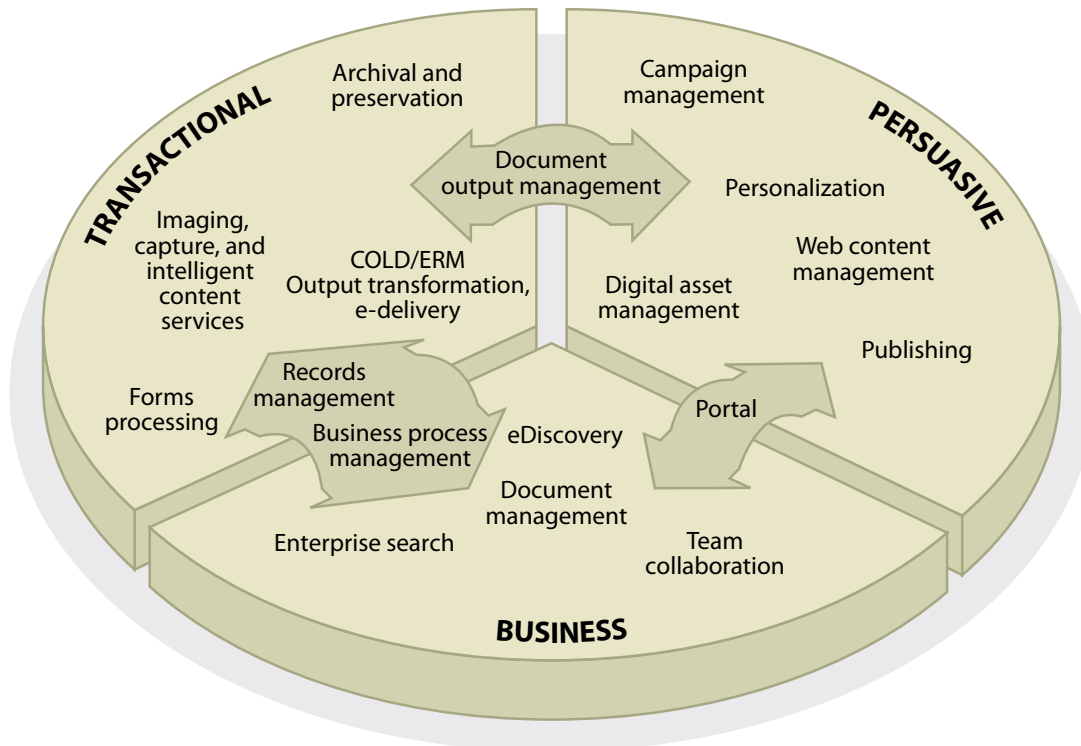 TRANSACTIONAL
Archival and
preservation
Imaging,
capture, and
intelligent
content
services
COLD/ERM
Output transformation,
e-delivery
Forms
processing
Document
output management
PERSUASIVE
Campaign
management
Personalization
Web content
management
Digital asset
management
Publishing
Records
management
Business process
management
Portal
eDiscovery
Document
management
Enterprise search
Team
collaboration
BUSINESS